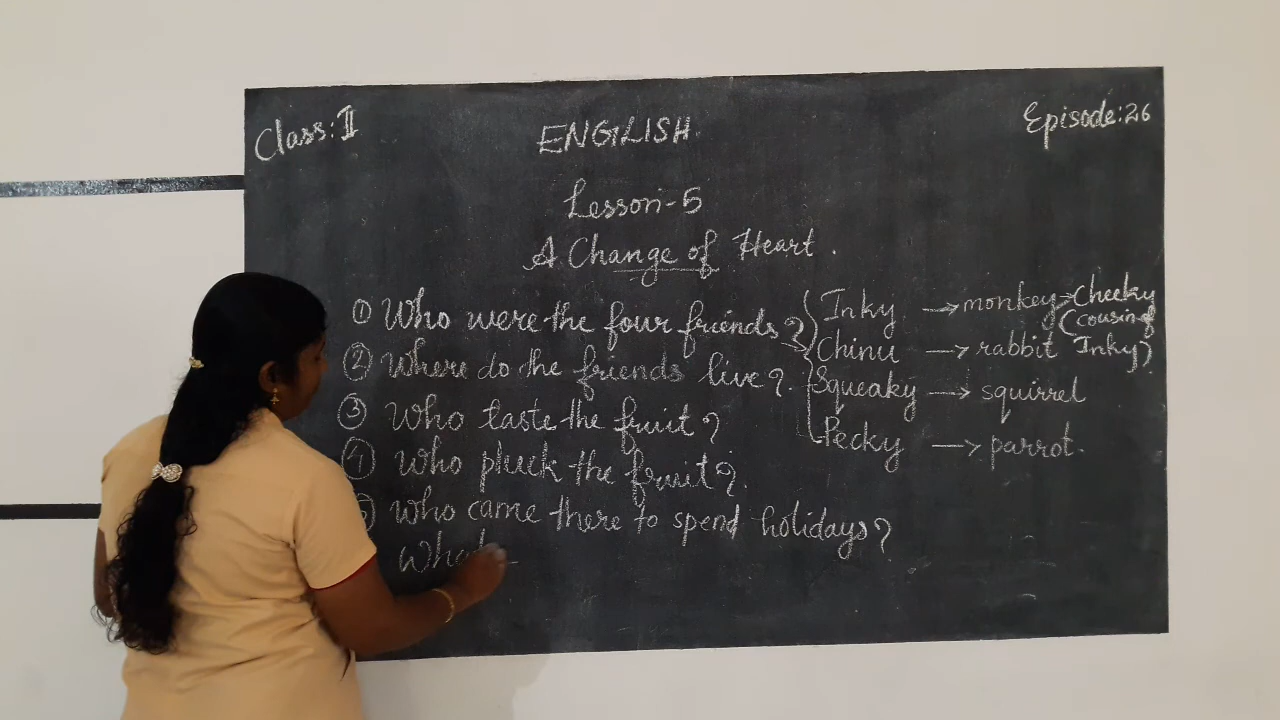 Class: II
ENGLISH
Episode: 26
Lesson-5
A Change of Heart.
① Who were the four friends?
② Where do the friends live?
③ Who taste the fruit?
④ Who pluck the fruit?
⑤ Who came there to spend holidays?
What
Inky → monkey → Cheeky
(cousin of
Chinu → rabbit Inky)
Squeaky → squirrel
Pecky → parrot.